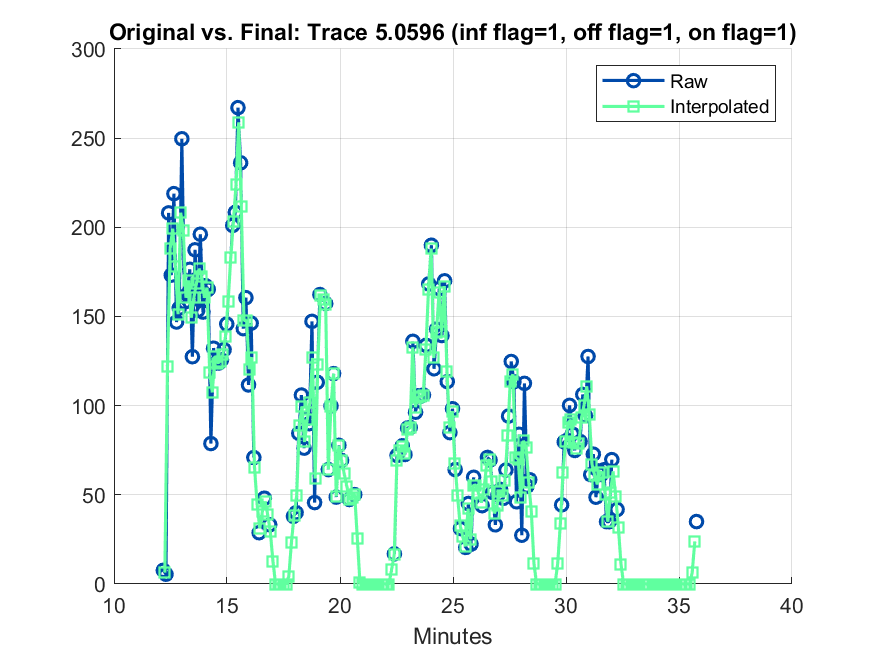 Original vs. Final: Trace 5.0596 (inf flag=1, off flag=1, on flag=1)
300
250
200
150
100
50
0
10 15 20 25 30 35 40
Minutes
Raw
Interpolated